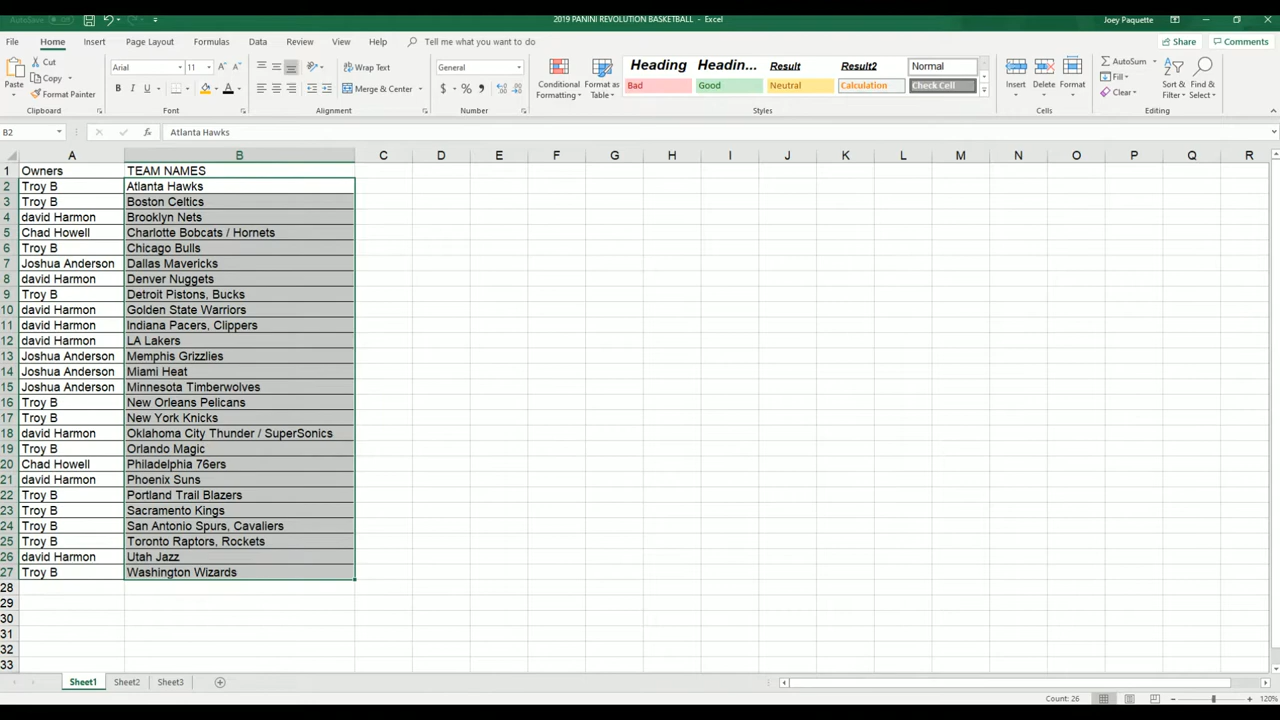 AutoSave Off 2019 PANINI REVOLUTION BASKETBALL - Excel Joey Paquette
File Home Insert Page Layout Formulas Data Review View Help Tell me what you want to do Share Comments
Paste Cut Copy Format Painter Clipboard
Arial 11 B I U Font
Wrap Text Merge & Center Alignment
General $ % , Number
Conditional Formatting Format as Table
Heading Headin... Result Result2 Normal
Bad Good Neutral Calculation Check Cell
Styles
Insert Delete Format Cells
AutoSum Fill Clear Sort & Filter Find & Select Editing
B2 fx Atlanta Hawks
A B C D E F G H I J K L M N O P Q R
1 Owners TEAM NAMES
2 Troy B Atlanta Hawks
3 Troy B Boston Celtics
4 david Harmon Brooklyn Nets
5 Chad Howell Charlotte Bobcats / Hornets
6 Troy B Chicago Bulls
7 Joshua Anderson Dallas Mavericks
8 david Harmon Denver Nuggets
9 Troy B Detroit Pistons, Bucks
10 david Harmon Golden State Warriors
11 david Harmon Indiana Pacers, Clippers
12 david Harmon LA Lakers
13 Joshua Anderson Memphis Grizzlies
14 Joshua Anderson Miami Heat
15 Joshua Anderson Minnesota Timberwolves
16 Troy B New Orleans Pelicans
17 Troy B New York Knicks
18 david Harmon Oklahoma City Thunder / SuperSonics
19 Troy B Orlando Magic
20 Chad Howell Philadelphia 76ers
21 david Harmon Phoenix Suns
22 Troy B Portland Trail Blazers
23 Troy B Sacramento Kings
24 Troy B San Antonio Spurs, Cavaliers
25 Troy B Toronto Raptors, Rockets
26 david Harmon Utah Jazz
27 Troy B Washington Wizards
28
29
30
31
32
33
Sheet1 Sheet2 Sheet3
Count: 26 120%